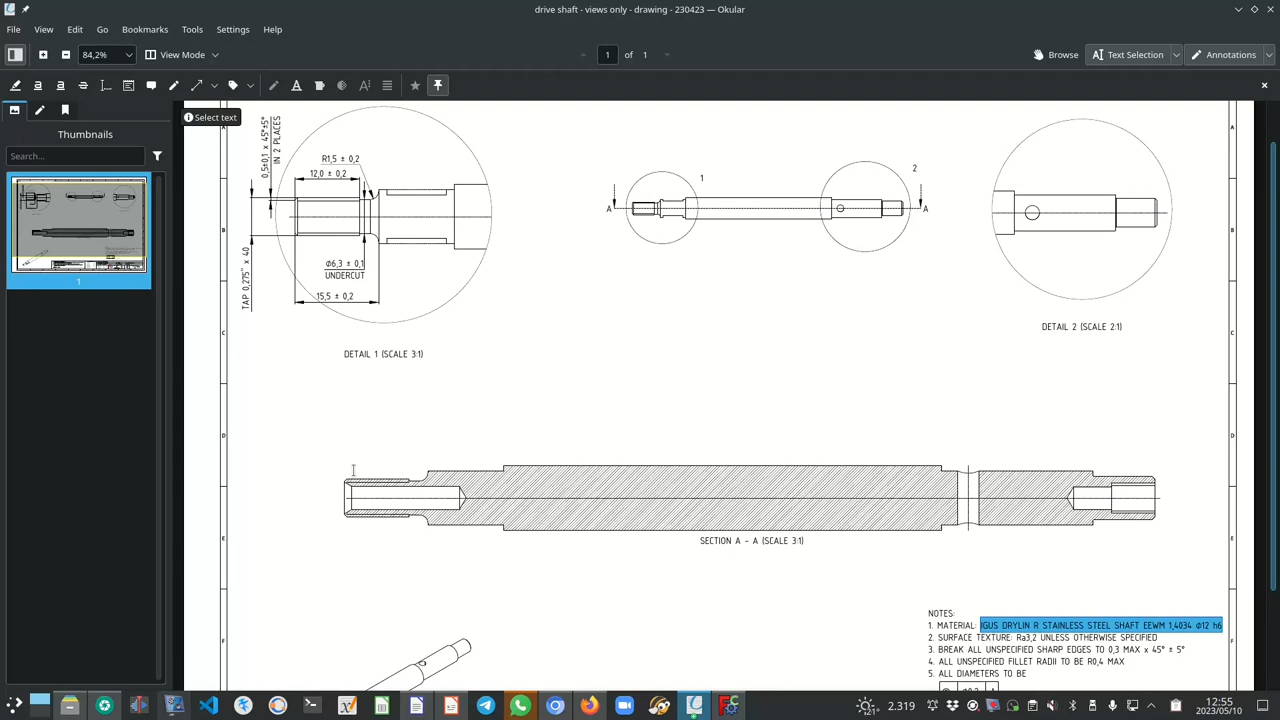 drive shaft - views only - drawing - 230423 — Okular
File View Edit Go Bookmarks Tools Settings Help
84,2% View Mode 1 of 1 Browse Text Selection Annotations
Select text
Thumbnails
Search...
1
0,5±0,1 x 45°±5°
IN 2 PLACES
R1,5 ± 0,2
12,0 ± 0,2
TAP 0,275" x 40
Ø6,3 ± 0,1
UNDERCUT
15,5 ± 0,2
DETAIL 1 (SCALE 3:1)
1
2
A
A
DETAIL 2 (SCALE 2:1)
A
A
B
B
C
C
D
D
E
E
F
F
SECTION A - A (SCALE 3:1)
NOTES:
1. MATERIAL: IGUS DRYLIN R STAINLESS STEEL SHAFT EEWM 1,4034 Ø12 h6
2. SURFACE TEXTURE: Ra3,2 UNLESS OTHERWISE SPECIFIED
3. BREAK ALL UNSPECIFIED SHARP EDGES TO 0,3 MAX x 45° ± 5°
4. ALL UNSPECIFIED FILLET RADII TO BE R0,4 MAX
5. ALL DIAMETERS TO BE
+21° 2.319 12:55
2023/05/10